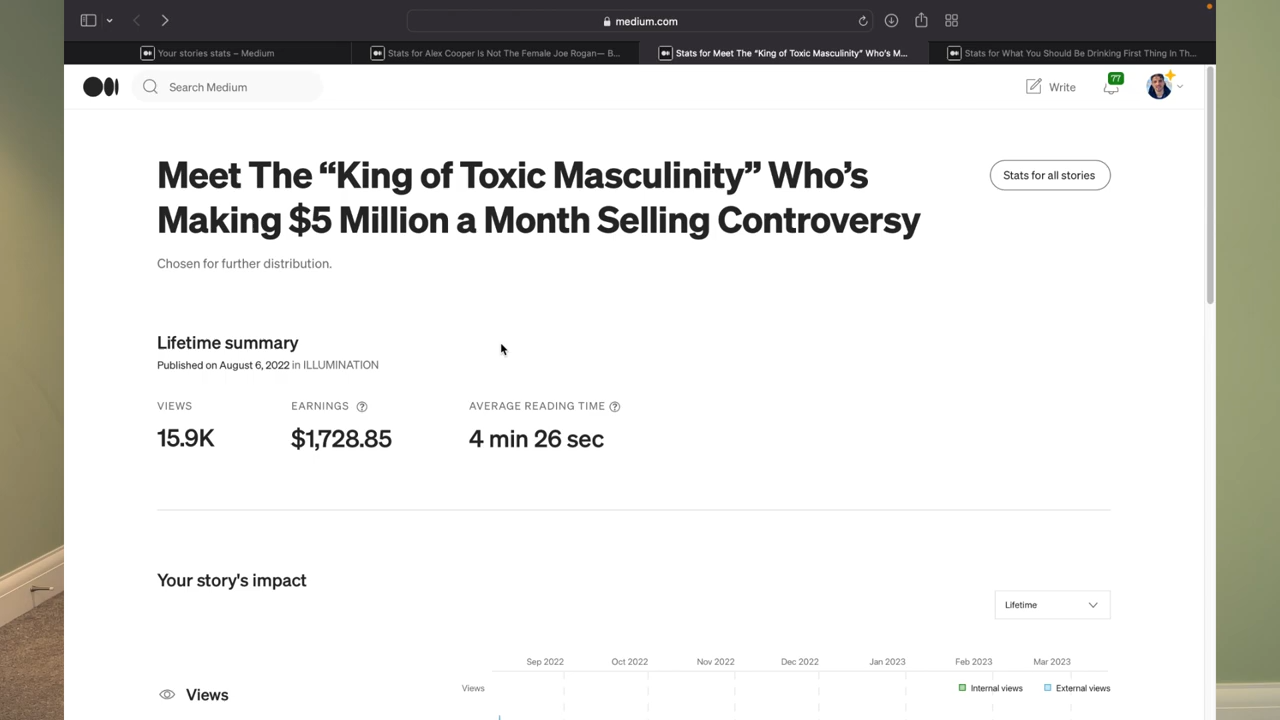 medium.com
Your stories stats – Medium
Stats for Alex Cooper Is Not The Female Joe Rogan— B...
Stats for Meet The “King of Toxic Masculinity” Who’s M...
Stats for What You Should Be Drinking First Thing In Th...
Search Medium
Write
77
Meet The “King of Toxic Masculinity” Who’s
Making $5 Million a Month Selling Controversy
Stats for all stories
Chosen for further distribution.
Lifetime summary
Published on August 6, 2022 in ILLUMINATION
VIEWS
EARNINGS
AVERAGE READING TIME
15.9K
$1,728.85
4 min 26 sec
Your story's impact
Lifetime
Sep 2022
Oct 2022
Nov 2022
Dec 2022
Jan 2023
Feb 2023
Mar 2023
Views
Views
Internal views
External views